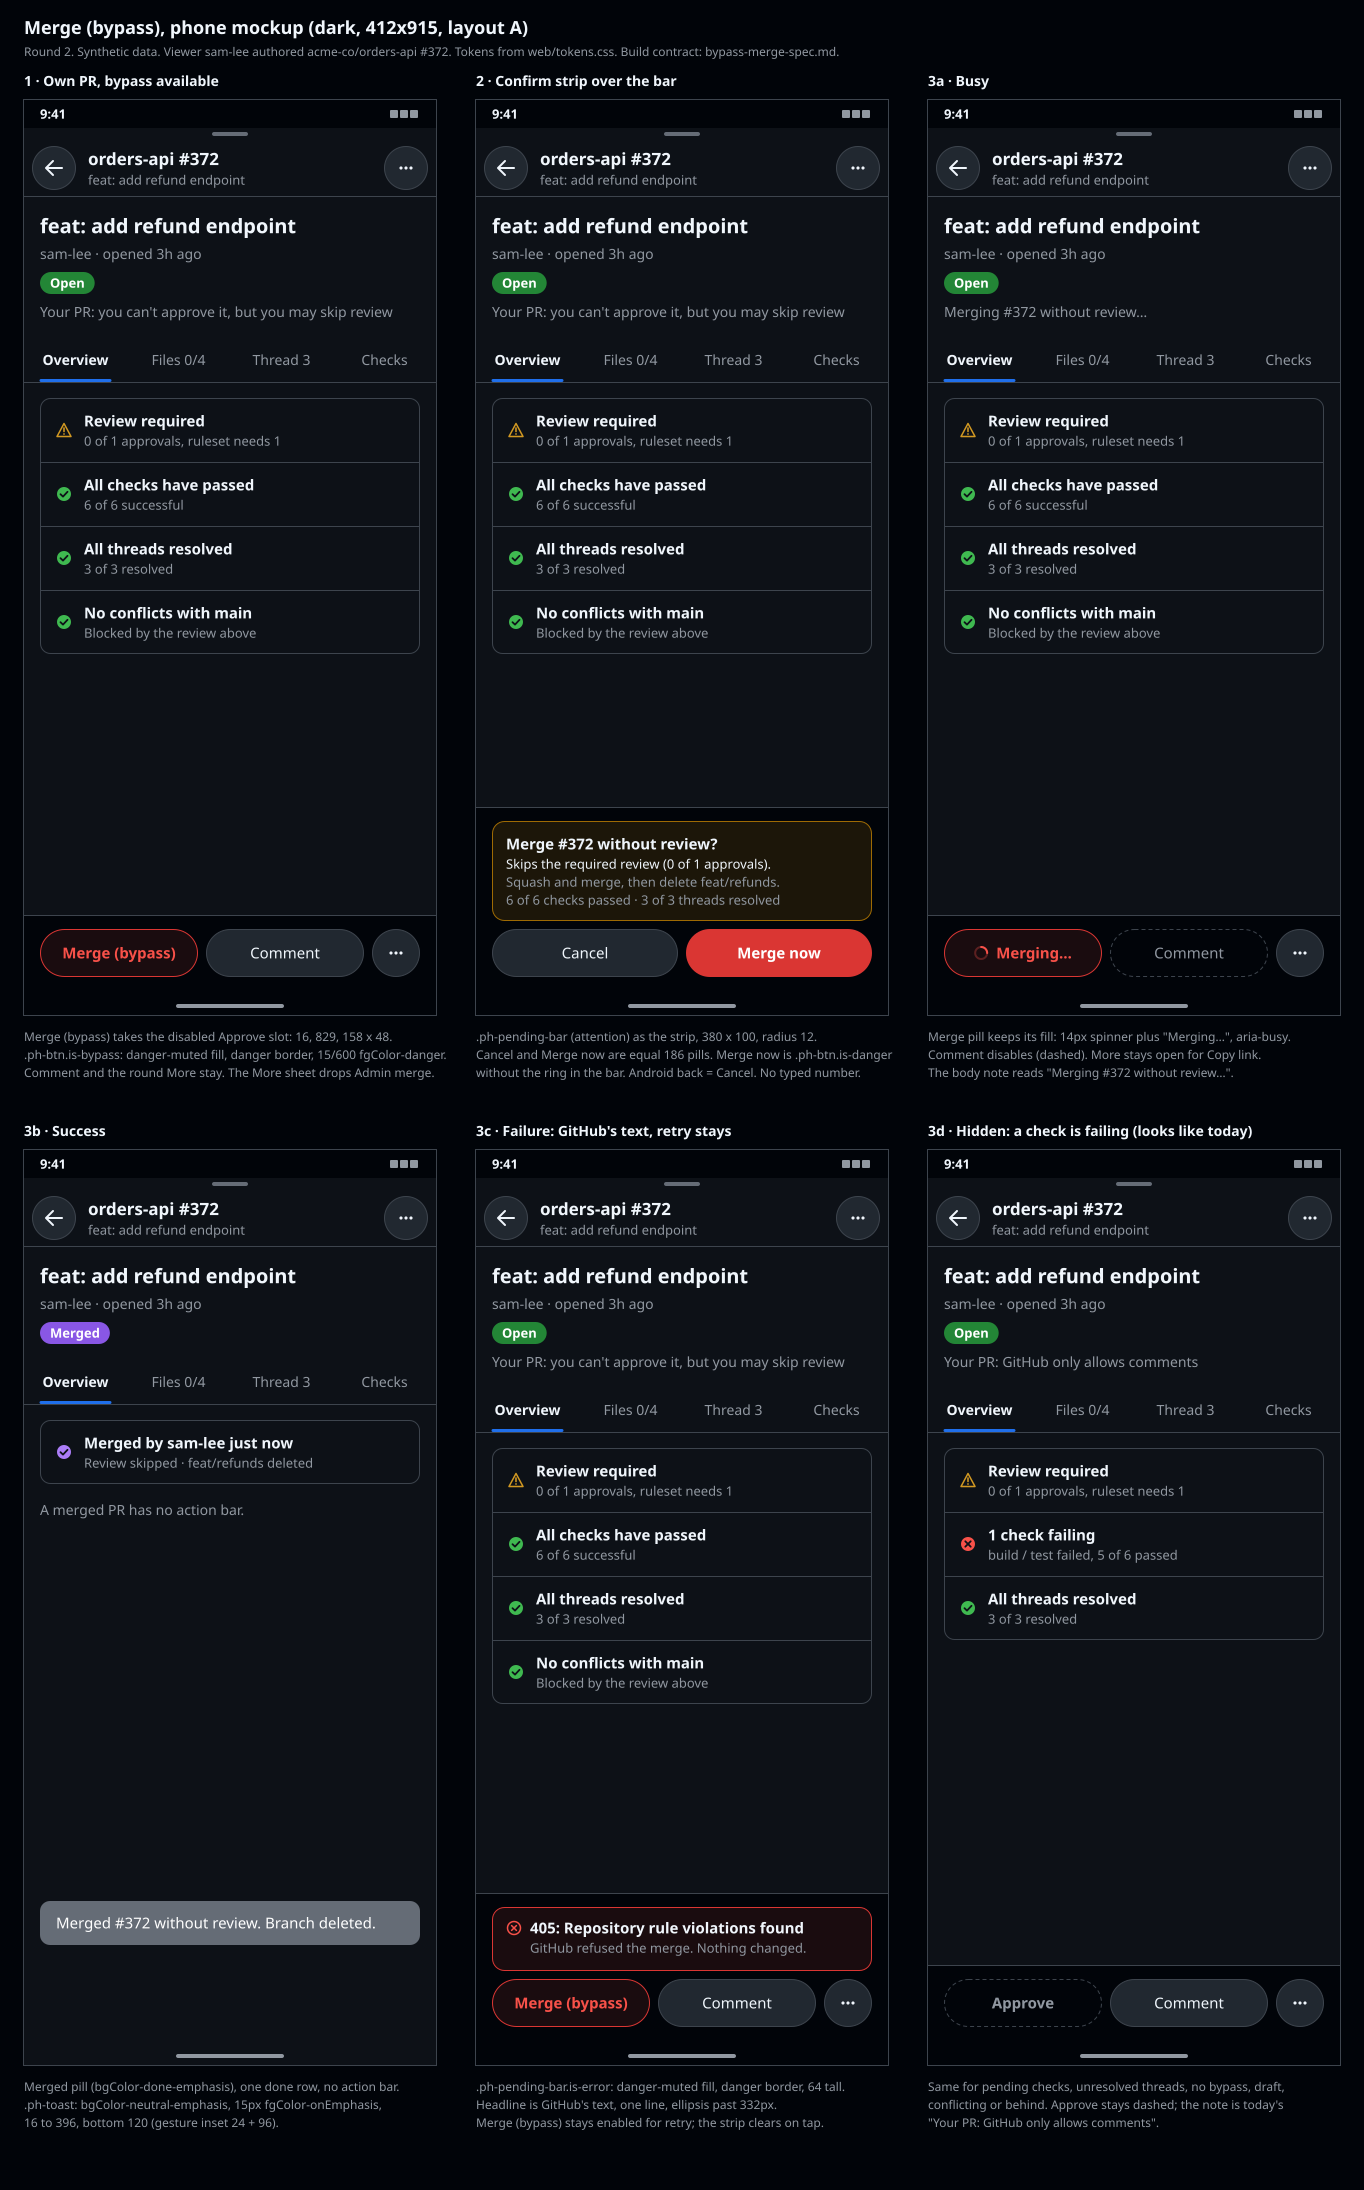 Merge (bypass), phone mockup (dark, 412x915, layout A)
Round 2. Synthetic data. Viewer sam-lee authored acme-co/orders-api #372. Tokens from web/tokens.css. Build contract: bypass-merge-spec.md.
1 · Own PR, bypass available
9:41
orders-api #372
feat: add refund endpoint
feat: add refund endpoint
sam-lee · opened 3h ago
Open
Your PR: you can't approve it, but you may skip review
Overview Files 0/4 Thread 3 Checks
Review required
0 of 1 approvals, ruleset needs 1
All checks have passed
6 of 6 successful
All threads resolved
3 of 3 resolved
No conflicts with main
Blocked by the review above
Merge (bypass) Comment
Merge (bypass) takes the disabled Approve slot: 16, 829, 158 x 48.
.ph-btn.is-bypass: danger-muted fill, danger border, 15/600 fgColor-danger.
Comment and the round More stay. The More sheet drops Admin merge.
2 · Confirm strip over the bar
9:41
orders-api #372
feat: add refund endpoint
feat: add refund endpoint
sam-lee · opened 3h ago
Open
Your PR: you can't approve it, but you may skip review
Overview Files 0/4 Thread 3 Checks
Review required
0 of 1 approvals, ruleset needs 1
All checks have passed
6 of 6 successful
All threads resolved
3 of 3 resolved
No conflicts with main
Blocked by the review above
Merge #372 without review?
Skips the required review (0 of 1 approvals).
Squash and merge, then delete feat/refunds.
6 of 6 checks passed · 3 of 3 threads resolved
Cancel Merge now
.ph-pending-bar (attention) as the strip, 380 x 100, radius 12.
Cancel and Merge now are equal 186 pills. Merge now is .ph-btn.is-danger
without the ring in the bar. Android back = Cancel. No typed number.
3a · Busy
9:41
orders-api #372
feat: add refund endpoint
feat: add refund endpoint
sam-lee · opened 3h ago
Open
Merging #372 without review…
Overview Files 0/4 Thread 3 Checks
Review required
0 of 1 approvals, ruleset needs 1
All checks have passed
6 of 6 successful
All threads resolved
3 of 3 resolved
No conflicts with main
Blocked by the review above
Merging… Comment
Merge pill keeps its fill: 14px spinner plus "Merging…", aria-busy.
Comment disables (dashed). More stays open for Copy link.
The body note reads "Merging #372 without review…".
3b · Success
9:41
orders-api #372
feat: add refund endpoint
feat: add refund endpoint
sam-lee · opened 3h ago
Merged
Overview Files 0/4 Thread 3 Checks
Merged by sam-lee just now
Review skipped · feat/refunds deleted
A merged PR has no action bar.
Merged #372 without review. Branch deleted.
Merged pill (bgColor-done-emphasis), one done row, no action bar.
.ph-toast: bgColor-neutral-emphasis, 15px fgColor-onEmphasis,
16 to 396, bottom 120 (gesture inset 24 + 96).
3c · Failure: GitHub's text, retry stays
9:41
orders-api #372
feat: add refund endpoint
feat: add refund endpoint
sam-lee · opened 3h ago
Open
Your PR: you can't approve it, but you may skip review
Overview Files 0/4 Thread 3 Checks
Review required
0 of 1 approvals, ruleset needs 1
All checks have passed
6 of 6 successful
All threads resolved
3 of 3 resolved
No conflicts with main
Blocked by the review above
405: Repository rule violations found
GitHub refused the merge. Nothing changed.
Merge (bypass) Comment
.ph-pending-bar.is-error: danger-muted fill, danger border, 64 tall.
Headline is GitHub's text, one line, ellipsis past 332px.
Merge (bypass) stays enabled for retry; the strip clears on tap.
3d · Hidden: a check is failing (looks like today)
9:41
orders-api #372
feat: add refund endpoint
feat: add refund endpoint
sam-lee · opened 3h ago
Open
Your PR: GitHub only allows comments
Overview Files 0/4 Thread 3 Checks
Review required
0 of 1 approvals, ruleset needs 1
1 check failing
build / test failed, 5 of 6 passed
All threads resolved
3 of 3 resolved
Approve Comment
Same for pending checks, unresolved threads, no bypass, draft,
conflicting or behind. Approve stays dashed; the note is today's
"Your PR: GitHub only allows comments".